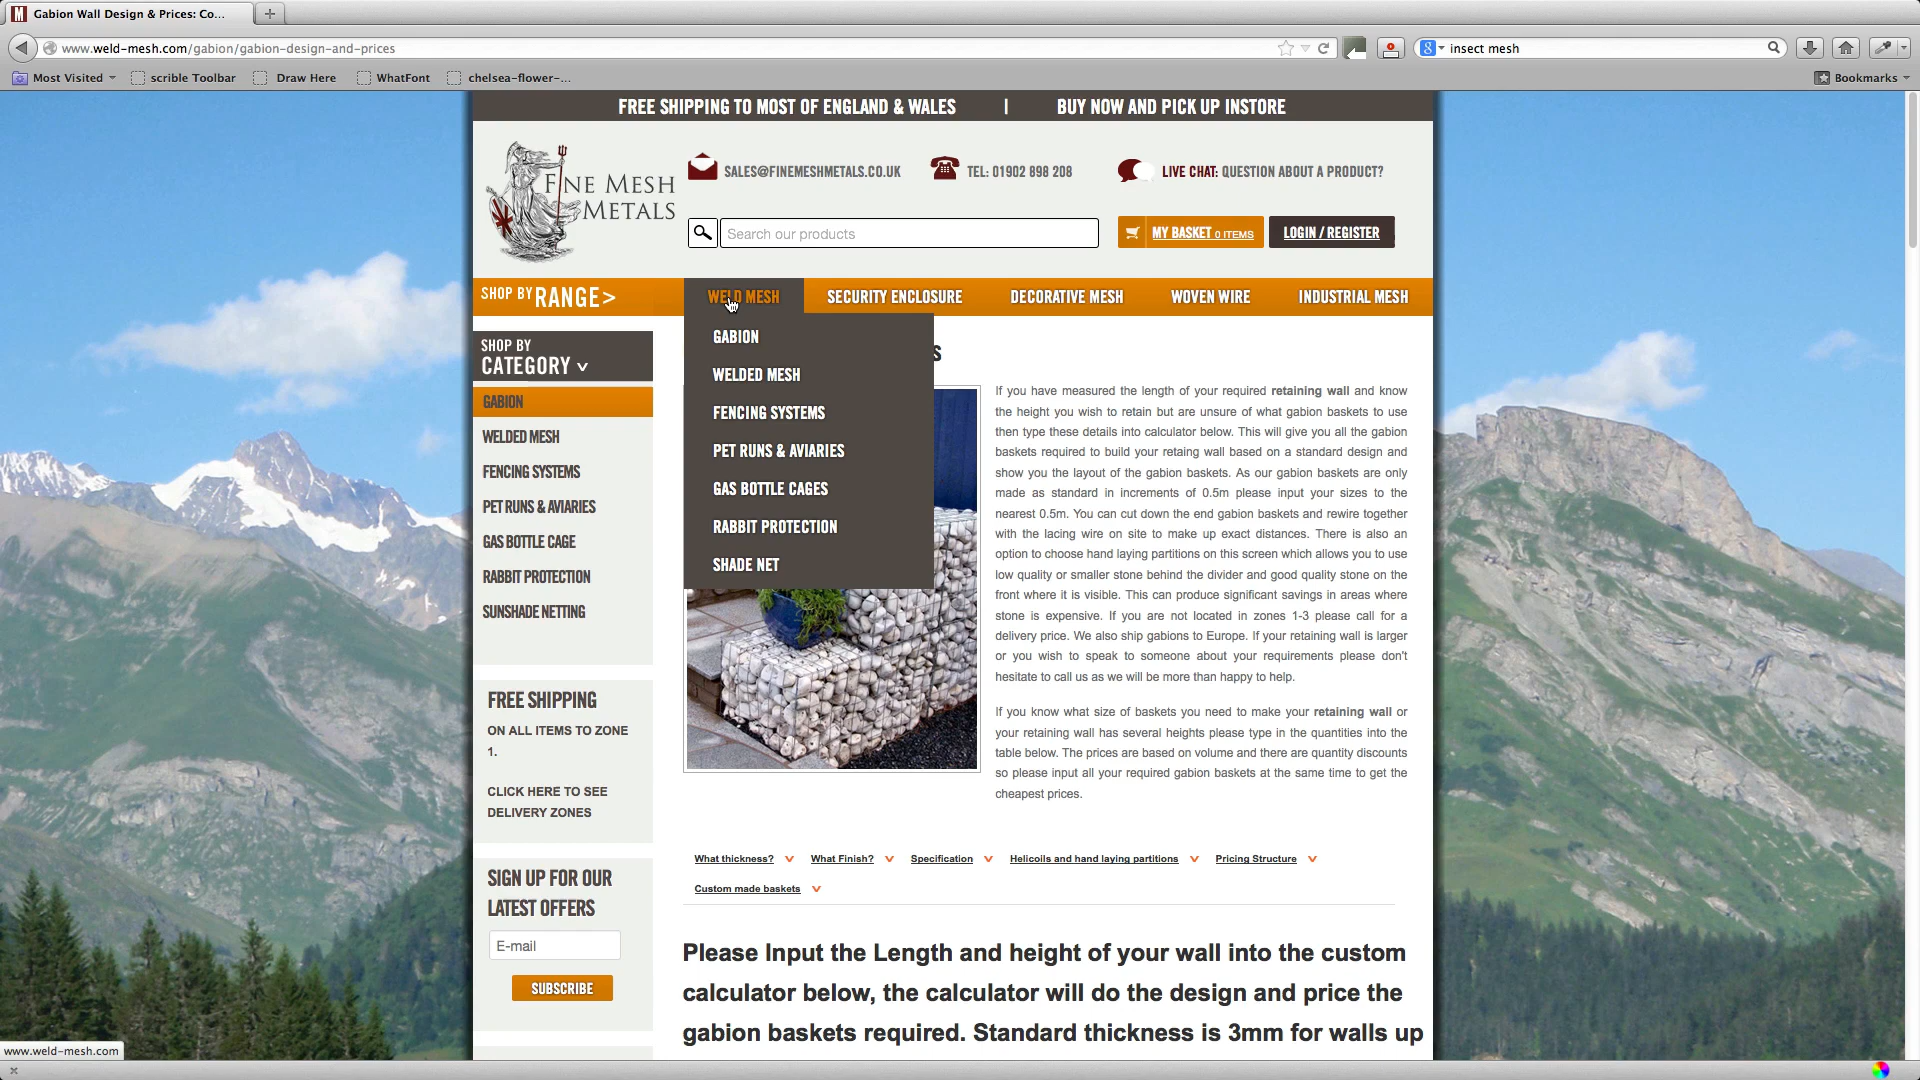 Gabion Wall Design & Prices: Co...
www.weld-mesh.com/gabion/gabion-design-and-prices
insect mesh
Most Visited
scrible Toolbar
Draw Here
WhatFont
chelsea-flower-...
Bookmarks
FREE SHIPPING TO MOST OF ENGLAND & WALES | BUY NOW AND PICK UP INSTORE
FINE MESH
METALS
SALES@FINEMESHMETALS.CO.UK
TEL: 01902 898 208
LIVE CHAT: QUESTION ABOUT A PRODUCT?
Search our products
MY BASKET 0 ITEMS
LOGIN / REGISTER
SHOP BY RANGE >
WELD MESH
SECURITY ENCLOSURE
DECORATIVE MESH
WOVEN WIRE
INDUSTRIAL MESH
GABION
WELDED MESH
FENCING SYSTEMS
PET RUNS & AVIARIES
GAS BOTTLE CAGES
RABBIT PROTECTION
SHADE NET
SHOP BY
CATEGORY
GABION
WELDED MESH
FENCING SYSTEMS
PET RUNS & AVIARIES
GAS BOTTLE CAGE
RABBIT PROTECTION
SUNSHADE NETTING
FREE SHIPPING
ON ALL ITEMS TO ZONE
1.
CLICK HERE TO SEE
DELIVERY ZONES
SIGN UP FOR OUR
LATEST OFFERS
E-mail
SUBSCRIBE
If you have measured the length of your required retaining wall and know
the height you wish to retain but are unsure of what gabion baskets to use
then type these details into calculator below. This will give you all the gabion
baskets required to build your retaing wall based on a standard design and
show you the layout of the gabion baskets. As our gabion baskets are only
made as standard in increments of 0.5m please input your sizes to the
nearest 0.5m. You can cut down the end gabion baskets and rewire together
with the lacing wire on site to make up exact distances. There is also an
option to choose hand laying partitions on this screen which allows you to use
low quality or smaller stone behind the divider and good quality stone on the
front where it is visible. This can produce significant savings in areas where
stone is expensive. If you are not located in zones 1-3 please call for a
delivery price. We also ship gabions to Europe. If your retaining wall is larger
or you wish to speak to someone about your requirements please don't
hesitate to call us as we will be more than happy to help.
If you know what size of baskets you need to make your retaining wall or
your retaining wall has several heights please type in the quantities into the
table below. The prices are based on volume and there are quantity discounts
so please input all your required gabion baskets at the same time to get the
cheapest prices.
What thickness?
What Finish?
Specification
Helicoils and hand laying partitions
Pricing Structure
Custom made baskets
Please Input the Length and height of your wall into the custom
calculator below, the calculator will do the design and price the
gabion baskets required. Standard thickness is 3mm for walls up
www.weld-mesh.com